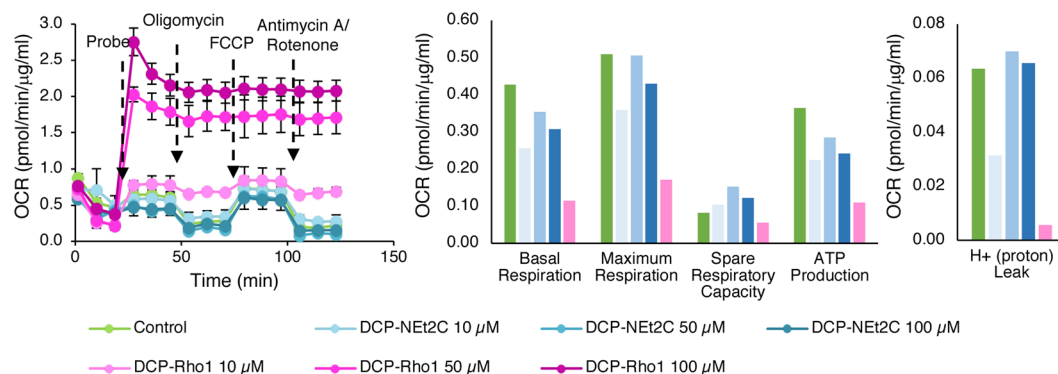 OCR (pmol/min/µg/ml)
3.0
2.5
2.0
1.5
1.0
0.5
0.0
Probe
Oligomycin
FCCP
Antimycin A/
Rotenone
0
50
100
150
Time (min)
OCR (pmol/min/µg/ml)
0.60
0.50
0.40
0.30
0.20
0.10
0.00
Basal
Respiration
Maximum
Respiration
Spare
Respiratory
Capacity
ATP
Production
OCR (pmol/min/µg/ml)
0.08
0.06
0.04
0.02
0.00
H+ (proton)
Leak
Control
DCP-NEt2C 10 µM
DCP-NEt2C 50 µM
DCP-NEt2C 100 µM
DCP-Rho1 10 µM
DCP-Rho1 50 µM
DCP-Rho1 100 µM